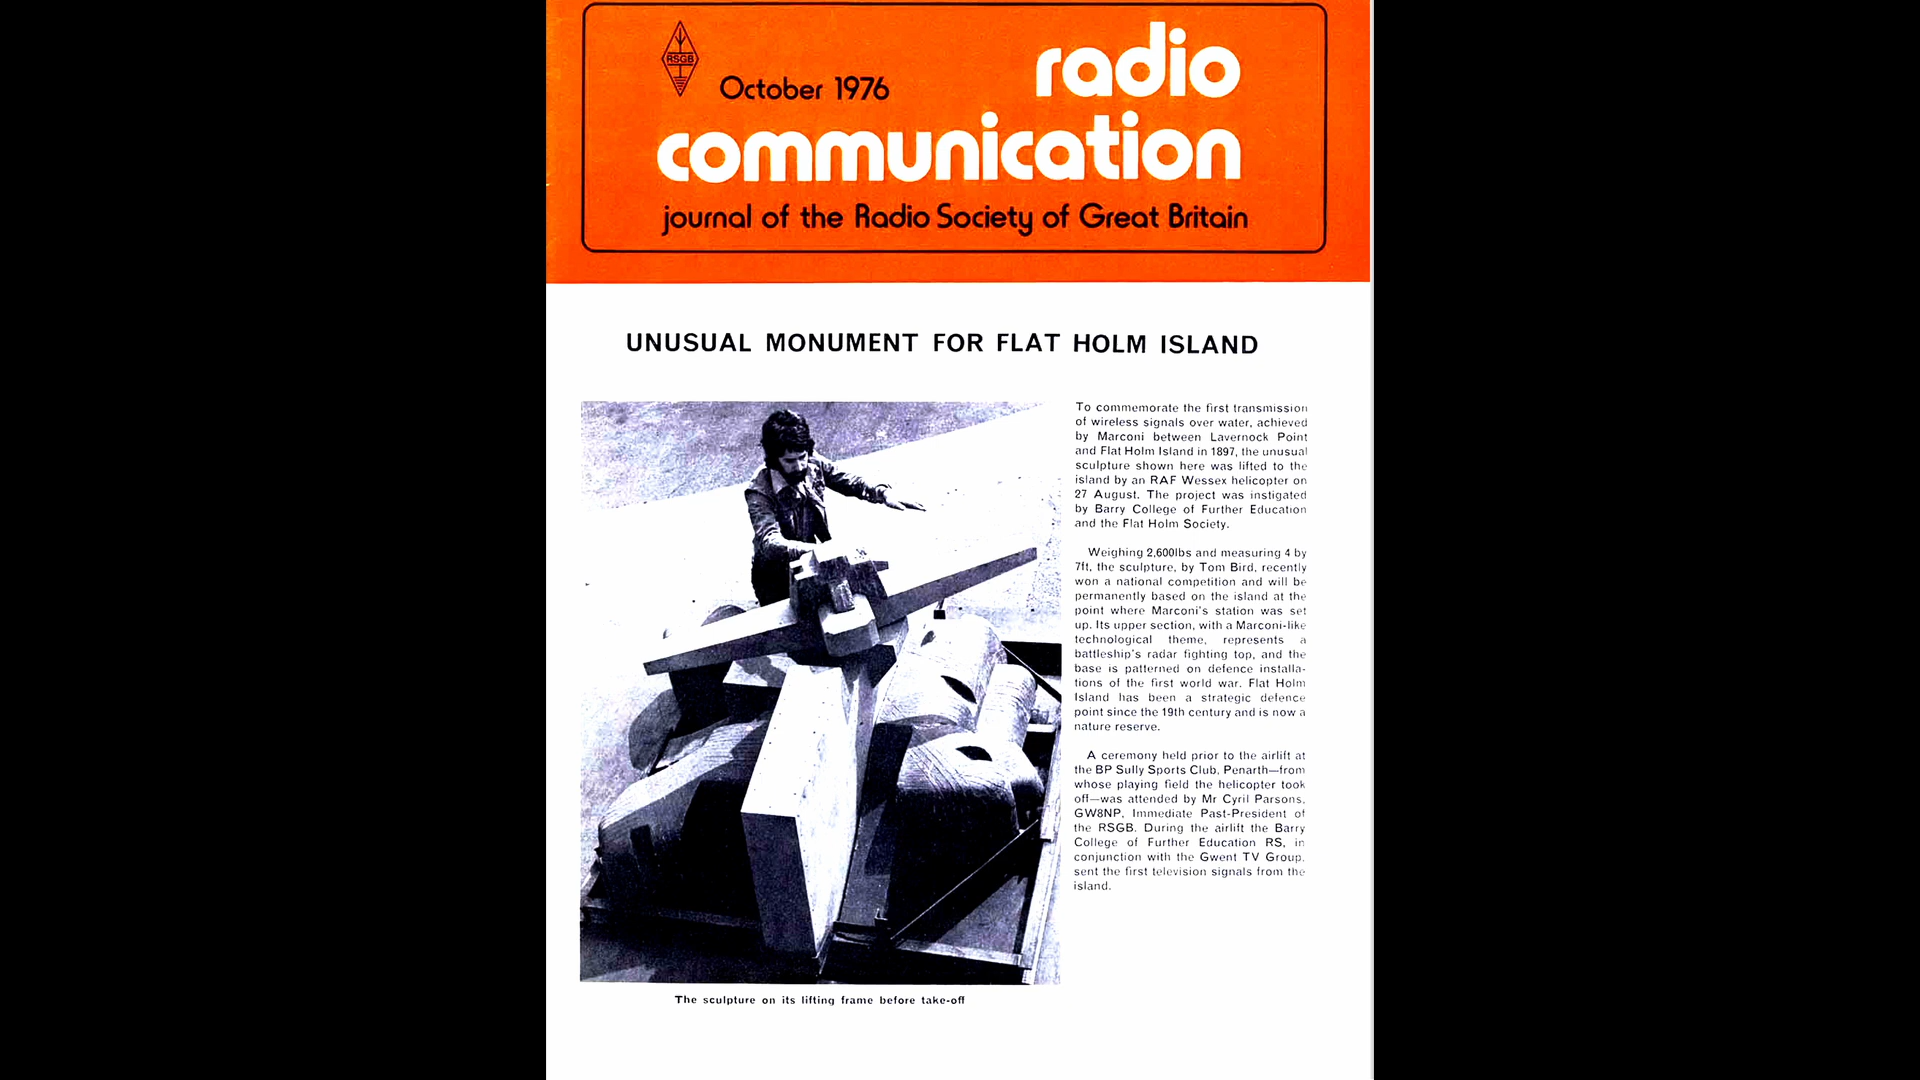 RSGB
October 1976
radio
communication
journal of the Radio Society of Great Britain
UNUSUAL MONUMENT FOR FLAT HOLM ISLAND
To commemorate the first transmission
of wireless signals over water, achieved
by Marconi between Lavernock Point
and Flat Holm Island in 1897, the unusual
sculpture shown here was lifted to the
island by an RAF Wessex helicopter on
27 August. The project was instigated
by Barry College of Further Education
and the Flat Holm Society.
Weighing 2,600lbs and measuring 4 by
7ft, the sculpture, by Tom Bird, recently
won a national competition and will be
permanently based on the island at the
point where Marconi's station was set
up. Its upper section, with a Marconi-like
technological theme, represents a
battleship's radar fighting top, and the
base is patterned on defence installa-
tions of the first world war. Flat Holm
Island has been a strategic defence
point since the 19th century and is now a
nature reserve.
A ceremony held prior to the airlift at
the BP Sully Sports Club, Penarth—from
whose playing field the helicopter took
off—was attended by Mr Cyril Parsons,
GW8NP, Immediate Past-President of
the RSGB. During the airlift the Barry
College of Further Education RS, in
conjunction with the Gwent TV Group,
sent the first television signals from the
island.
The sculpture on its lifting frame before take-off